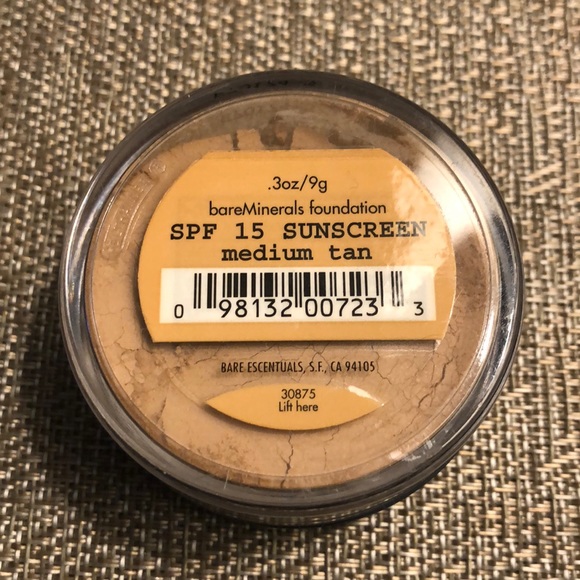 .3oz/9g
bareMinerals foundation
SPF 15 SUNSCREEN
medium tan
0 98132 00723 3
BARE ESCENTUALS, S.F., CA 94105
30875
Lift here